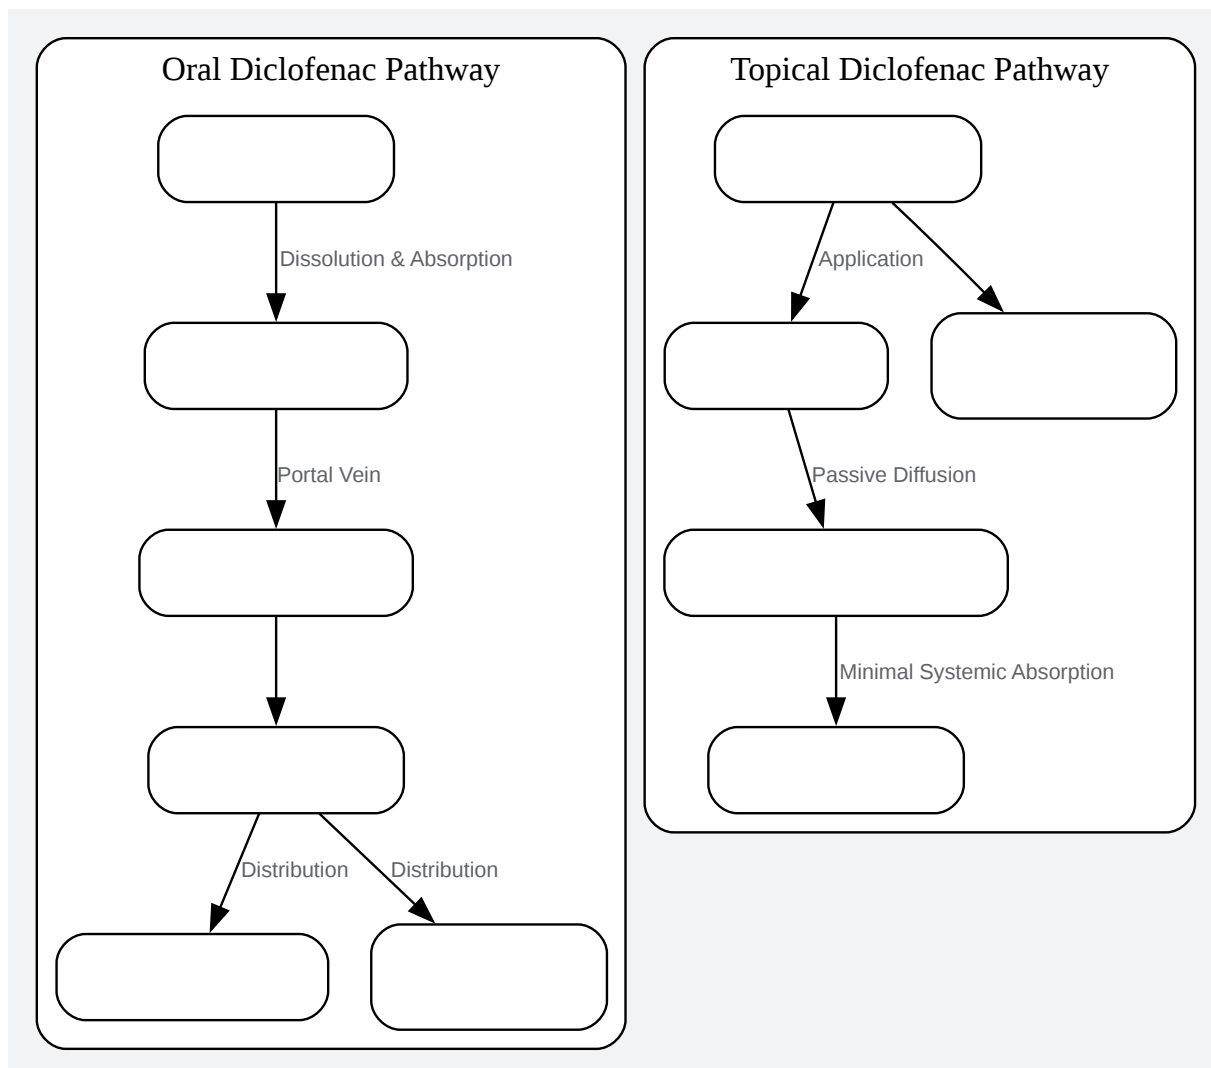 Oral Diclofenac Pathway
Dissolution & Absorption
Portal Vein
Distribution
Distribution
Topical Diclofenac Pathway
Application
Passive Diffusion
Minimal Systemic Absorption